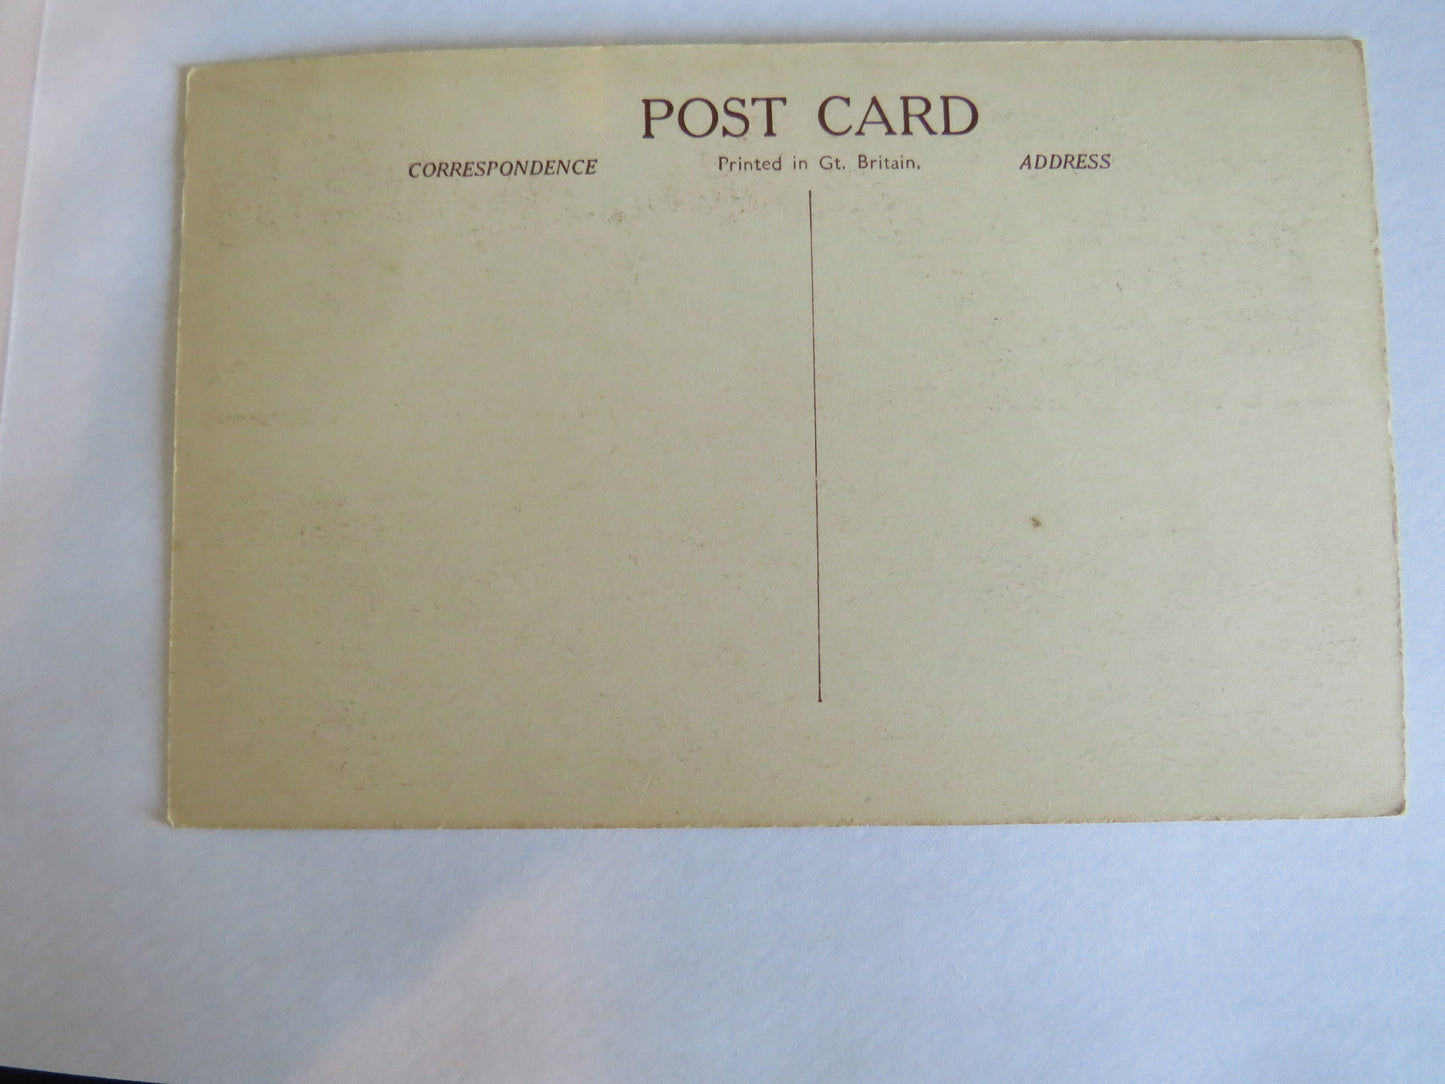 POST CARD
CORRESPONDENCE Printed in Gt. Britain. ADDRESS